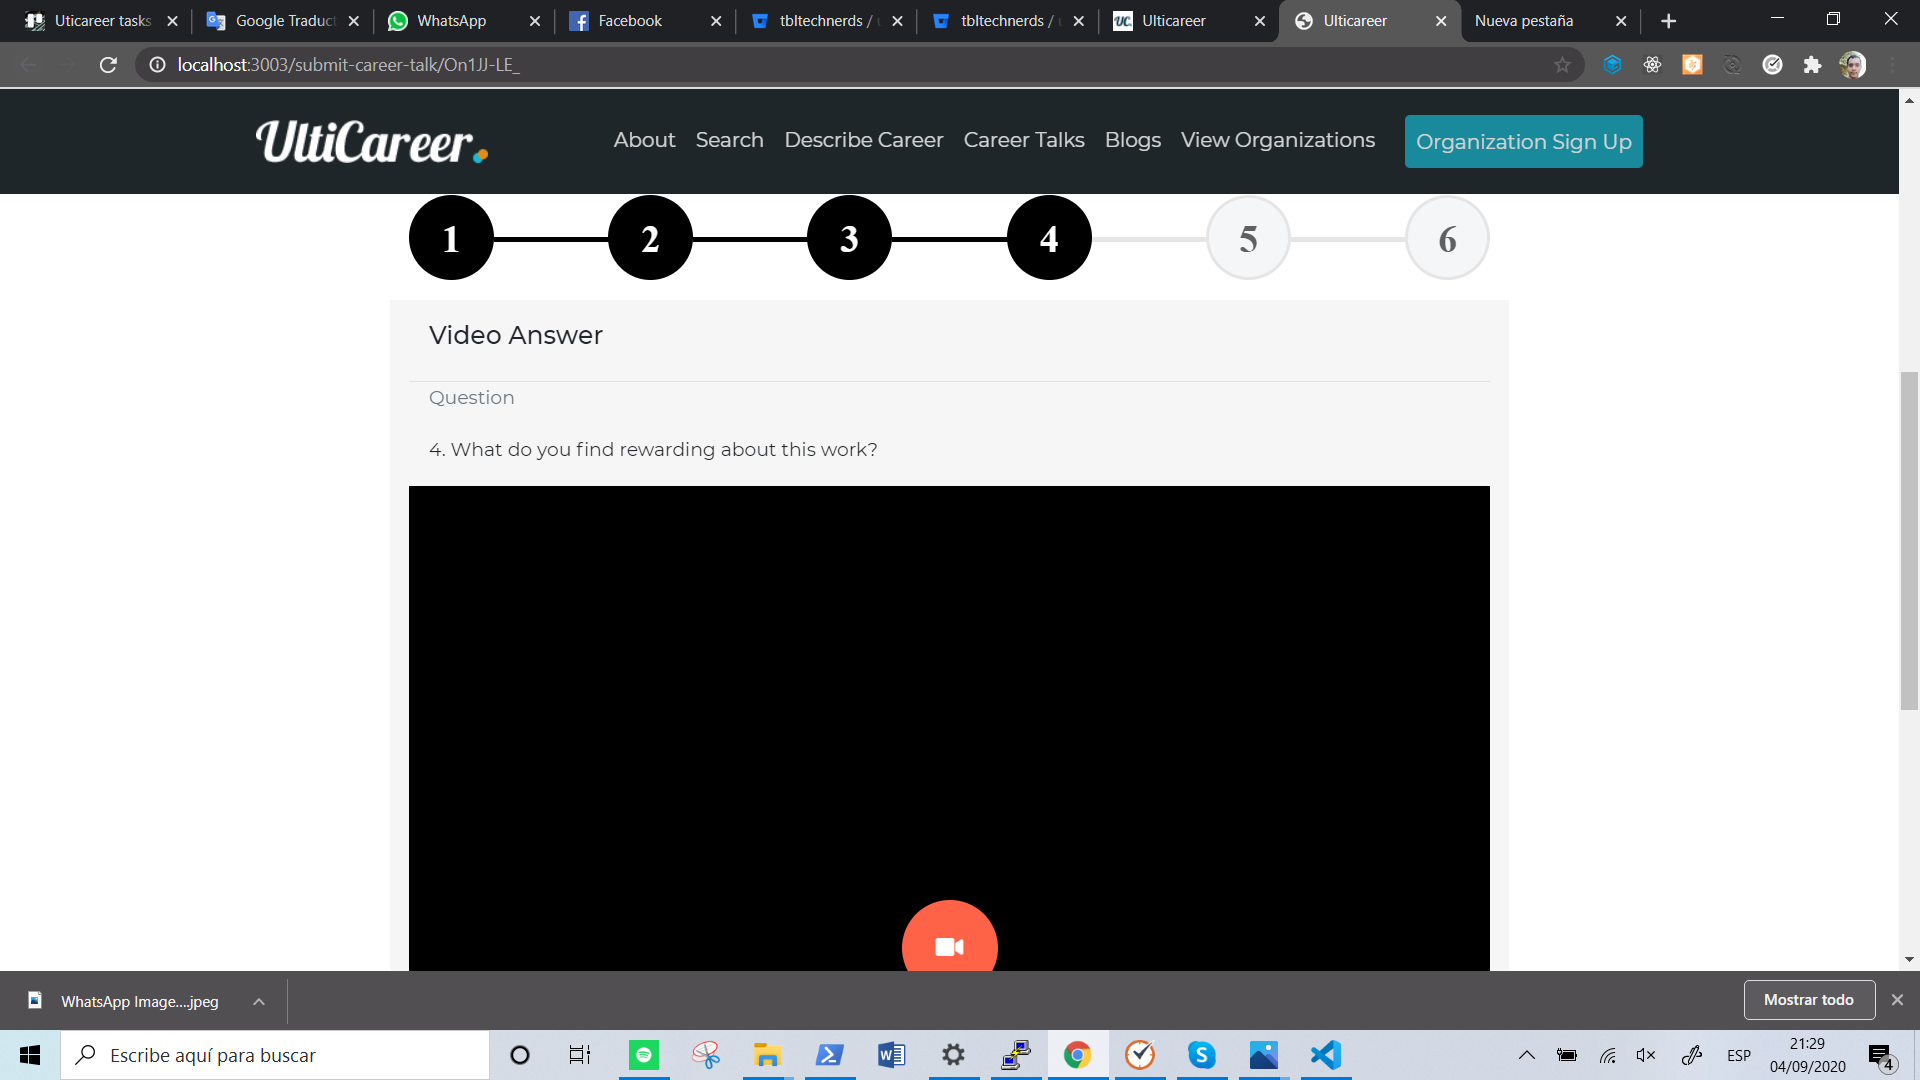 Uticareer tasks
Google Traduc
WhatsApp
Facebook
tbltechnerds /
tbltechnerds /
UC. Ulticareer
Ulticareer
Nueva pestaña
localhost:3003/submit-career-talk/On1JJ-LE_
UltiCareer.
About
Search
Describe Career
Career Talks
Blogs
View Organizations
Organization Sign Up
1
2
3
4
5
6
Video Answer
Question
4. What do you find rewarding about this work?
WhatsApp Image....jpeg
Mostrar todo
Escribe aquí para buscar
ESP
21:29
04/09/2020
4